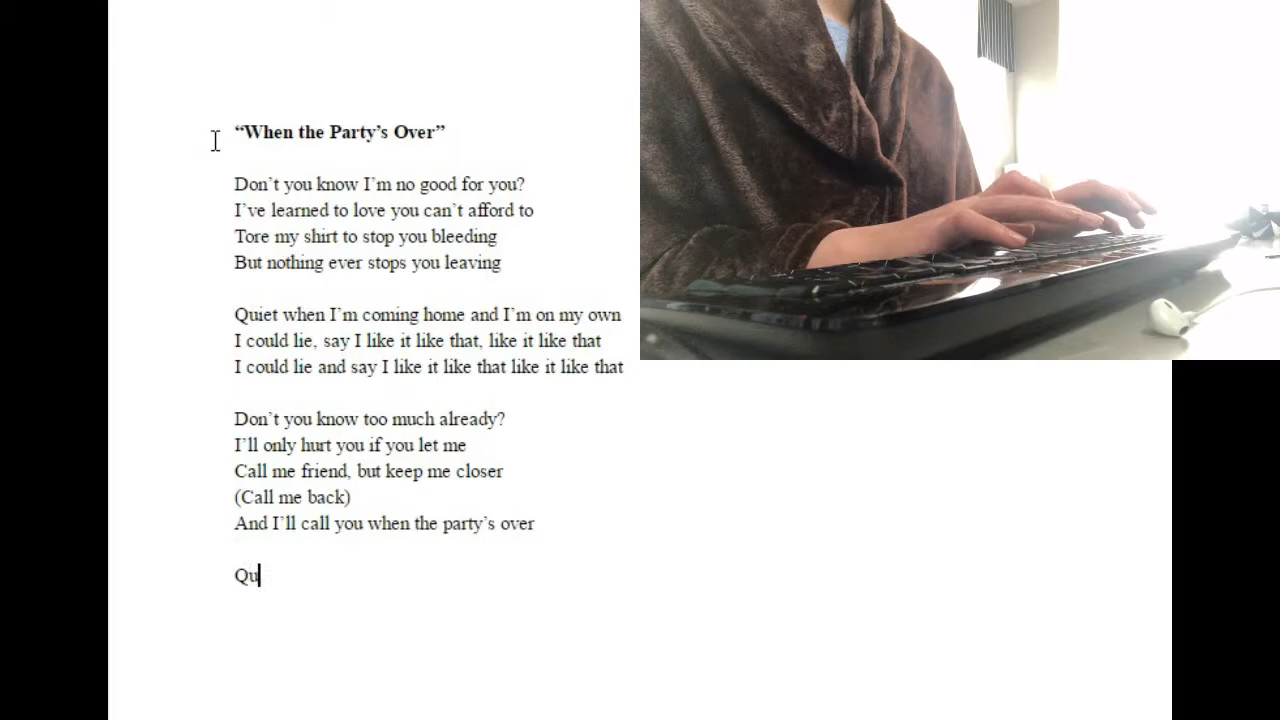 “When the Party’s Over”
Don’t you know I’m no good for you?
I’ve learned to love you can’t afford to
Tore my shirt to stop you bleeding
But nothing ever stops you leaving
Quiet when I’m coming home and I’m on my own
I could lie, say I like it like that, like it like that
I could lie and say I like it like that like it like that
Don’t you know too much already?
I’ll only hurt you if you let me
Call me friend, but keep me closer
(Call me back)
And I’ll call you when the party’s over
Qu